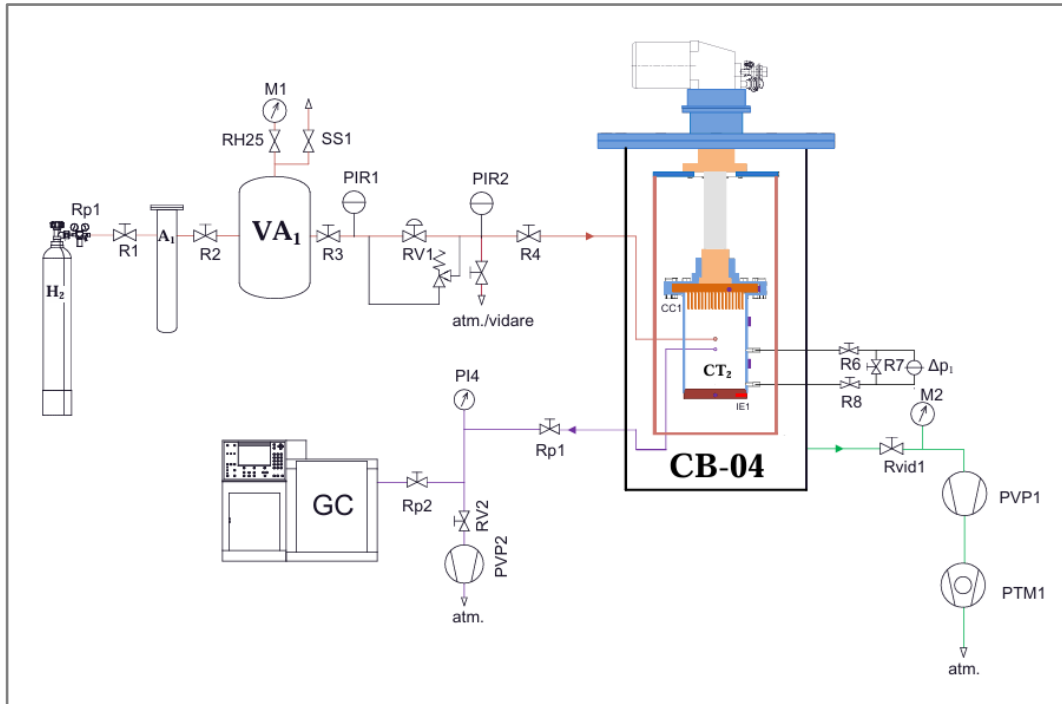 M1
RH25
SS1
PIR1
PIR2
Rp1
R1
A₁
R2
VA₁
R3
RV1
R4
H₂
atm./vidare
CC1
CT₂
IE1
R6
R7
Δp₁
R8
M2
PI4
Rp1
CB-04
Rvid1
GC
Rp2
RV2
PVP2
PVP1
PTM1
atm.
atm.